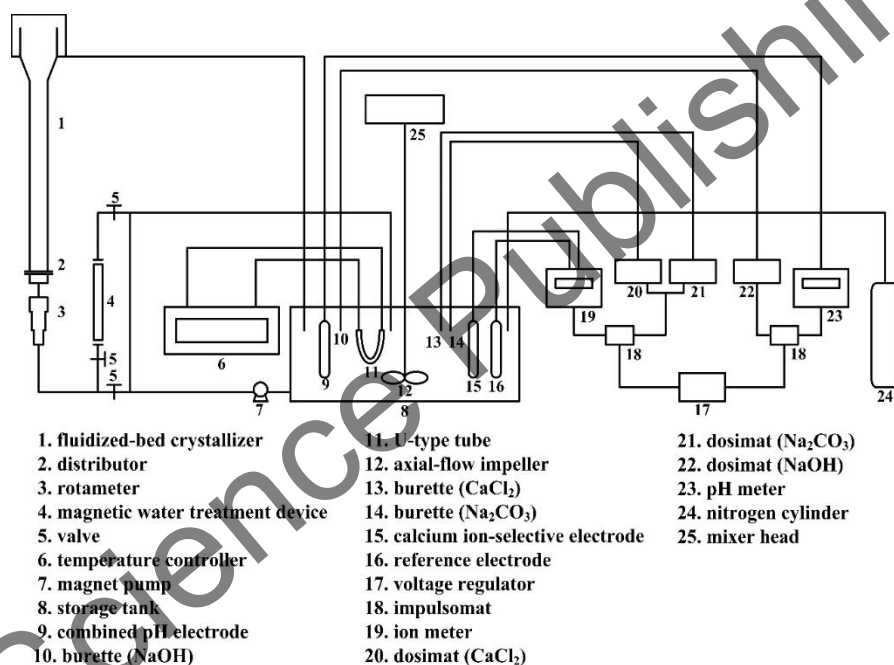 Science Publishin
1
25
5
2
3
4
5
5
6
7
9
10
11
12
8
13
14
15
16
19
20
21
22
23
18
18
17
24
1. fluidized-bed crystallizer
2. distributor
3. rotameter
4. magnetic water treatment device
5. valve
6. temperature controller
7. magnet pump
8. storage tank
9. combined pH electrode
10. burette (NaOH)
11. U-type tube
12. axial-flow impeller
13. burette (CaCl₂)
14. burette (Na₂CO₃)
15. calcium ion-selective electrode
16. reference electrode
17. voltage regulator
18. impulsomat
19. ion meter
20. dosimat (CaCl₂)
21. dosimat (Na₂CO₃)
22. dosimat (NaOH)
23. pH meter
24. nitrogen cylinder
25. mixer head